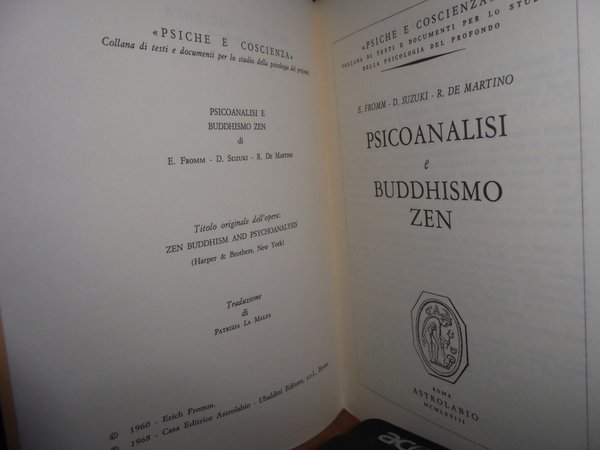 «PSICHE E COSCIENZA»
Collana di testi e documenti per lo studio della psicologia del profondo
PSICOANALISI E
BUDDHISMO ZEN
di
E. FROMM - D. SUZUKI - R. DE MARTINO
Titolo originale dell'opera:
ZEN BUDDHISM AND PSYCHOANALYSIS
(Harper & Brothers, New York)
Traduzione
di
PATRIZIA LA MALFA
© 1960 - Erich Fromm.
© 1968 - Casa Editrice Astrolabio - Ubaldini Editore, s.r.l. Roma.
«PSICHE E COSCIENZA»
COLLANA DI TESTI E DOCUMENTI PER LO STUDIO
DELLA PSICOLOGIA DEL PROFONDO
E. FROMM - D. SUZUKI - R. DE MARTINO
PSICOANALISI
e
BUDDHISMO
ZEN
ROMA
ASTROLABIO
MCMLXVIII